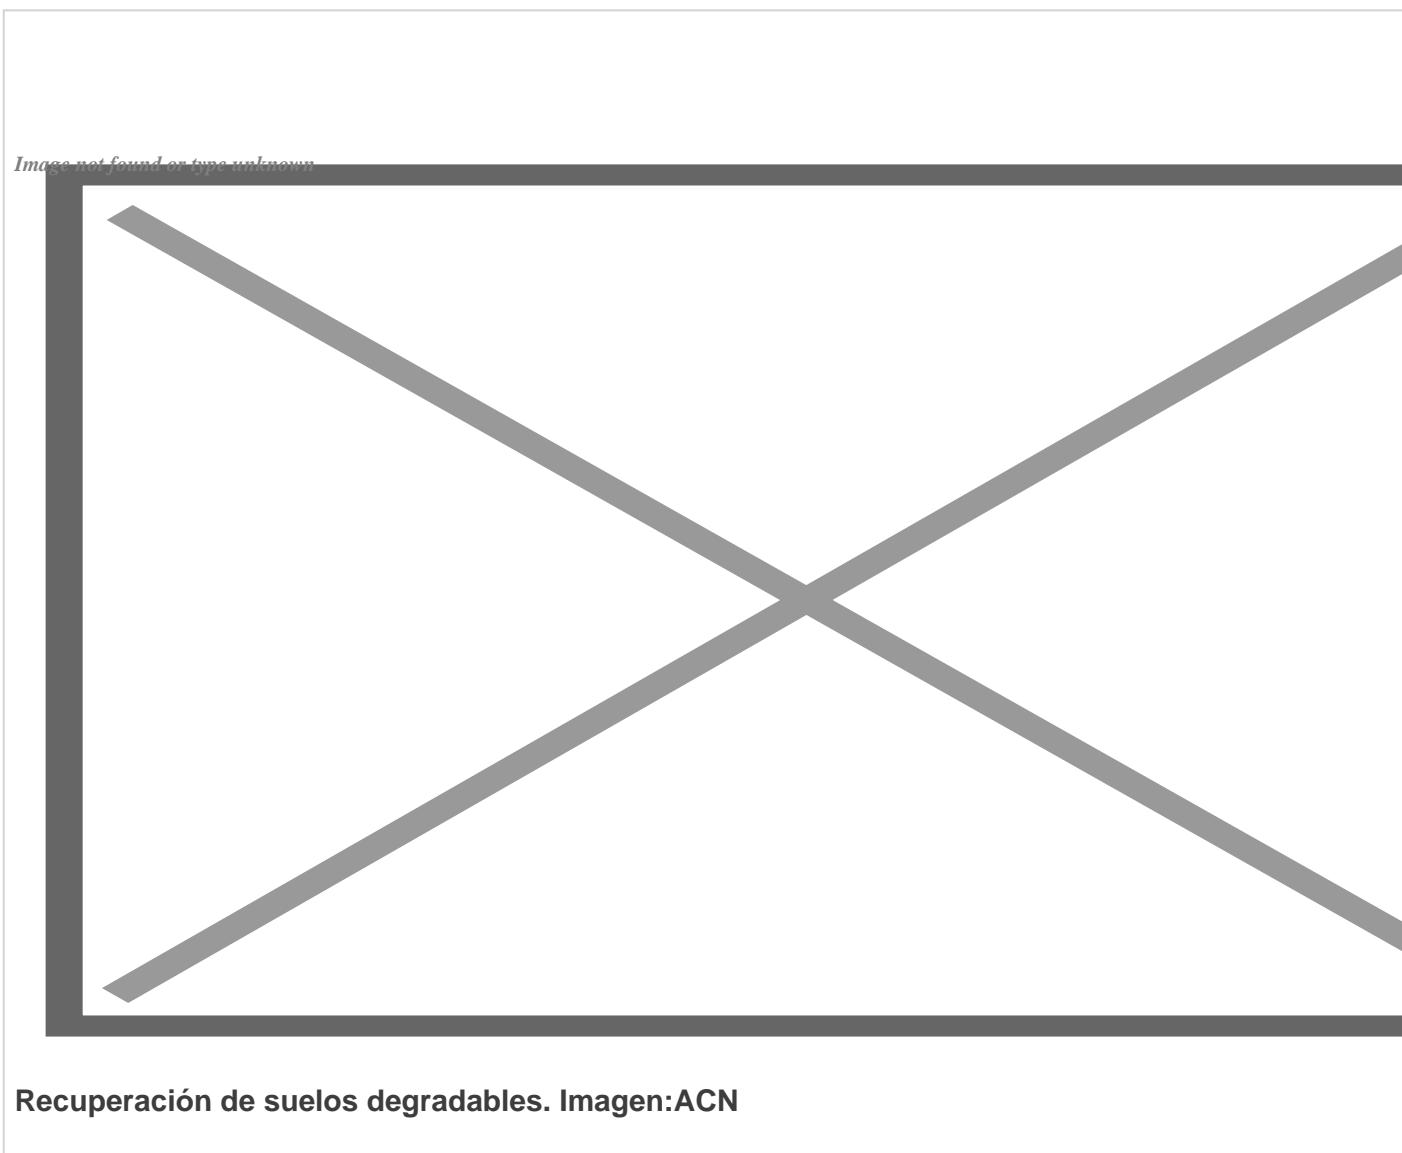 Image not found or type unknown
Recuperación de suelos degradables. Imagen:ACN